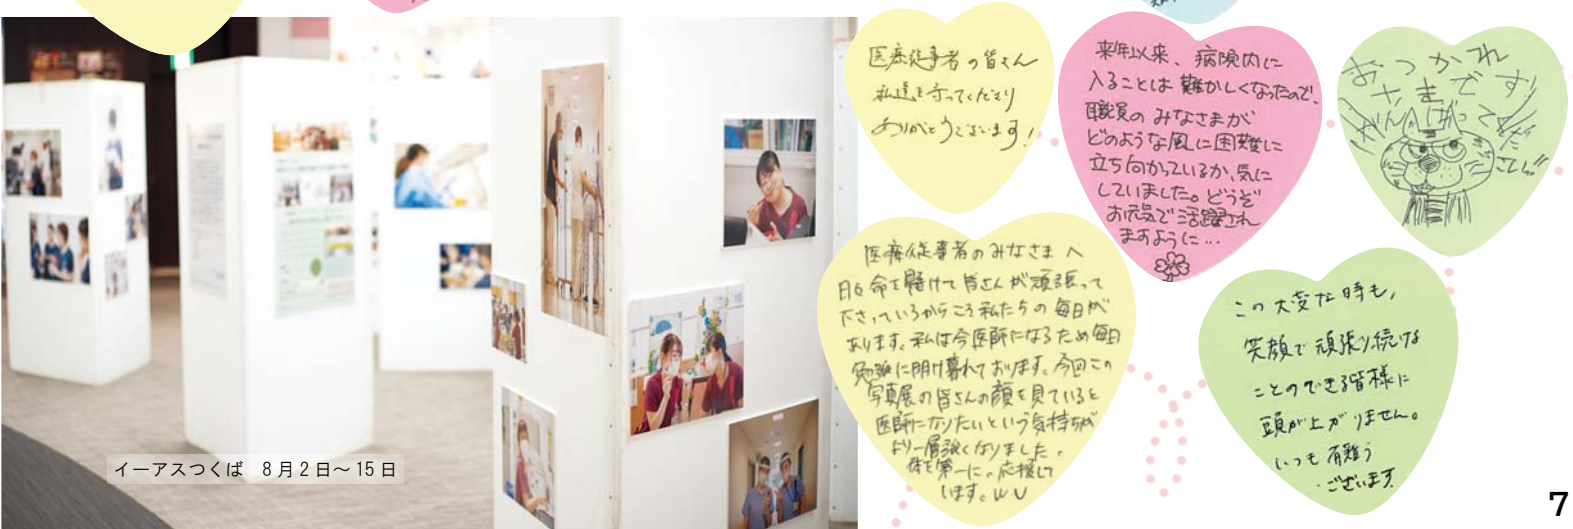 イーアスつくば　8月2日～15日
医療従事者の皆さん
私達を守ってくださり
ありがとうございます!
来年以来、病院内に
入ることは難かしくなったので、
職員のみなさまが
どのような風に困難に
立ち向かっているか、気に
していました。どうぞ
お元気で活躍され
ますように…
おつかれ
さまです!
がんばってくだ
さい!!
医療従事者のみなさまへ
日々命を懸けて皆さんが頑張って
下さっているからこそ私たちの毎日が
あります。私は今医師になるため毎日
勉強に明け暮れております。今回この
写真展の皆さんの顔を見ていると
医師になりたいという気持ちが
より一層強くなりました。
体を第一に。応援して
います。
この大変な時も,
笑顔で頑張り続ける
ことのできる皆様に
頭が上がりません。
いつも有難う
ございます
7